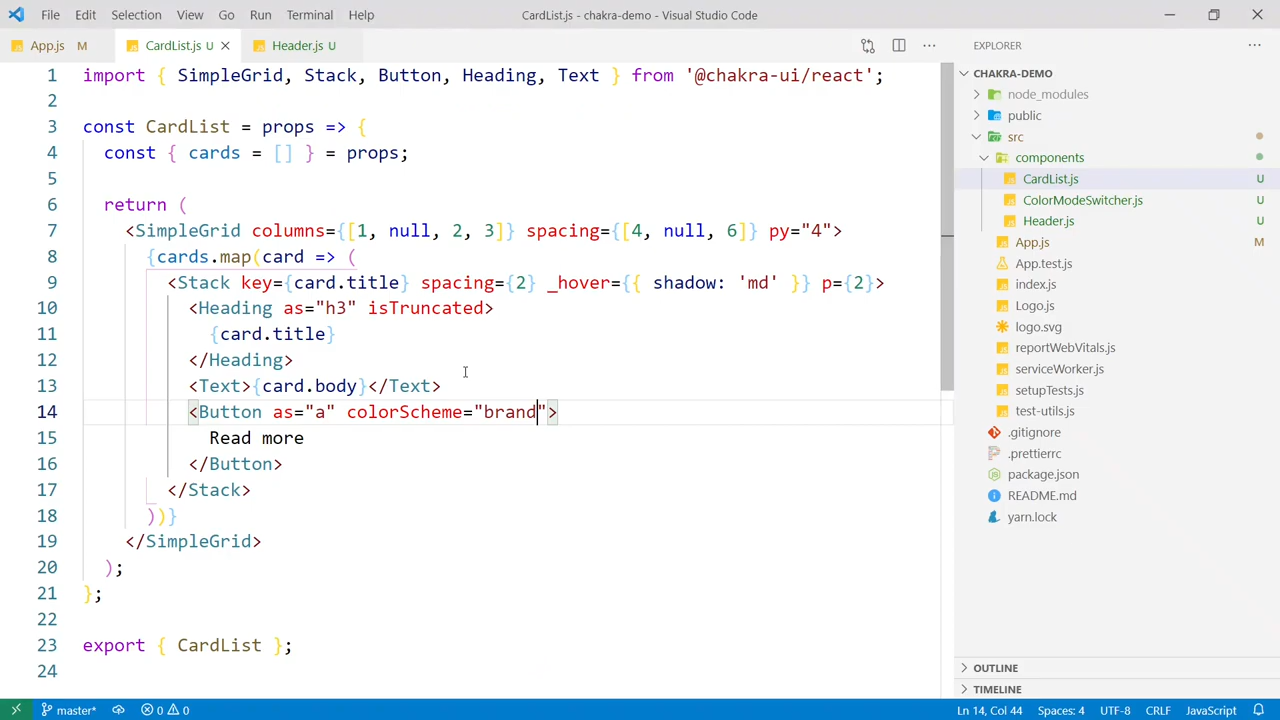 File Edit Selection View Go Run Terminal Help CardList.js - chakra-demo - Visual Studio Code
App.js M CardList.js U Header.js U
1 import { SimpleGrid, Stack, Button, Heading, Text } from '@chakra-ui/react';
2
3 const CardList = props => {
4 const { cards = [] } = props;
5
6 return (
7 <SimpleGrid columns={[1, null, 2, 3]} spacing={[4, null, 6]} py="4">
8 {cards.map(card => (
9 <Stack key={card.title} spacing={2} _hover={{ shadow: 'md' }} p={2}>
10 <Heading as="h3" isTruncated>
11 {card.title}
12 </Heading>
13 <Text>{card.body}</Text>
14 <Button as="a" colorScheme="brand">
15 Read more
16 </Button>
17 </Stack>
18 ))}
19 </SimpleGrid>
20 );
21 };
22
23 export { CardList };
24
EXPLORER
CHAKRA-DEMO
node_modules
public
src
components
CardList.js U
ColorModeSwitcher.js U
Header.js U
App.js M
App.test.js
index.js
Logo.js
logo.svg
reportWebVitals.js
serviceWorker.js
setupTests.js
test-utils.js
.gitignore
.prettierrc
package.json
README.md
yarn.lock
OUTLINE
TIMELINE
master* 0 0 Ln 14, Col 44 Spaces: 4 UTF-8 CRLF JavaScript